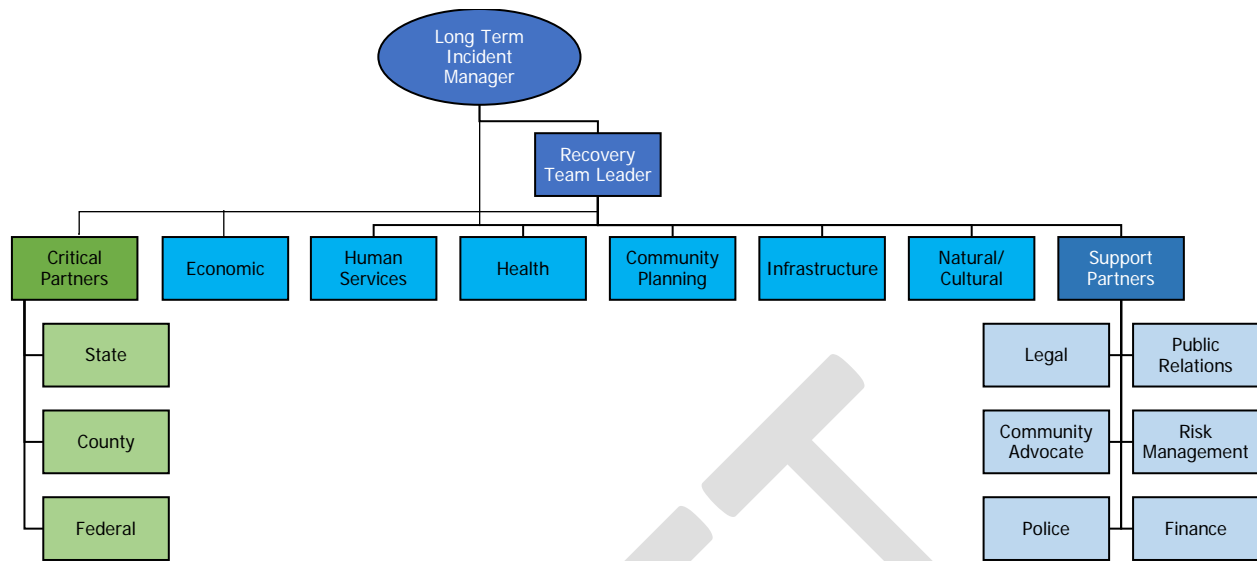 Long Term
Incident
Manager
Recovery
Team Leader
Critical
Partners
Economic
Human
Services
Health
Community
Planning
Infrastructure
Natural/
Cultural
Support
Partners
State
County
Federal
Legal
Public
Relations
Community
Advocate
Risk
Management
Police
Finance